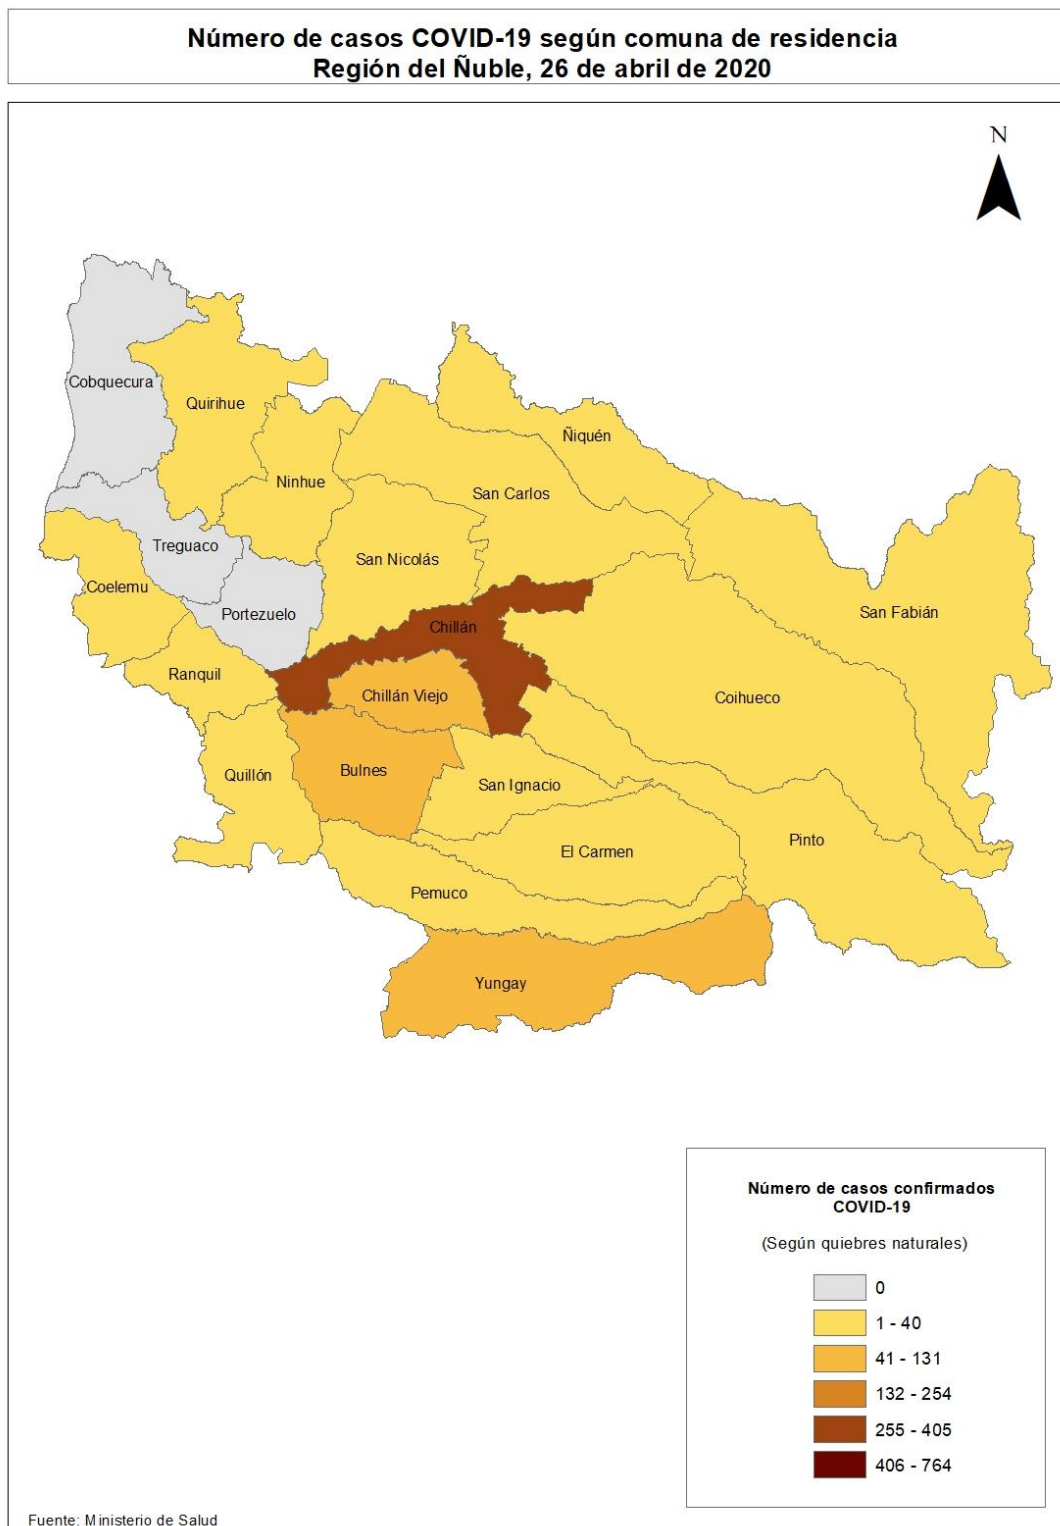 Número de casos COVID-19 según comuna de residencia
Región del Ñuble, 26 de abril de 2020
N
Cobquecura
Quirihue
Ñiquén
Ninhue
San Carlos
Treguaco
San Nicolás
Coelemu
Portezuelo
San Fabián
Chillán
Ranquil
Chillán Viejo
Coihueco
Quillón
Bulnes
San Ignacio
Pinto
El Carmen
Pemuco
Yungay
Número de casos confirmados
COVID-19
(Según quiebres naturales)
0
1 - 40
41 - 131
132 - 254
255 - 405
406 - 764
Fuente: Ministerio de Salud